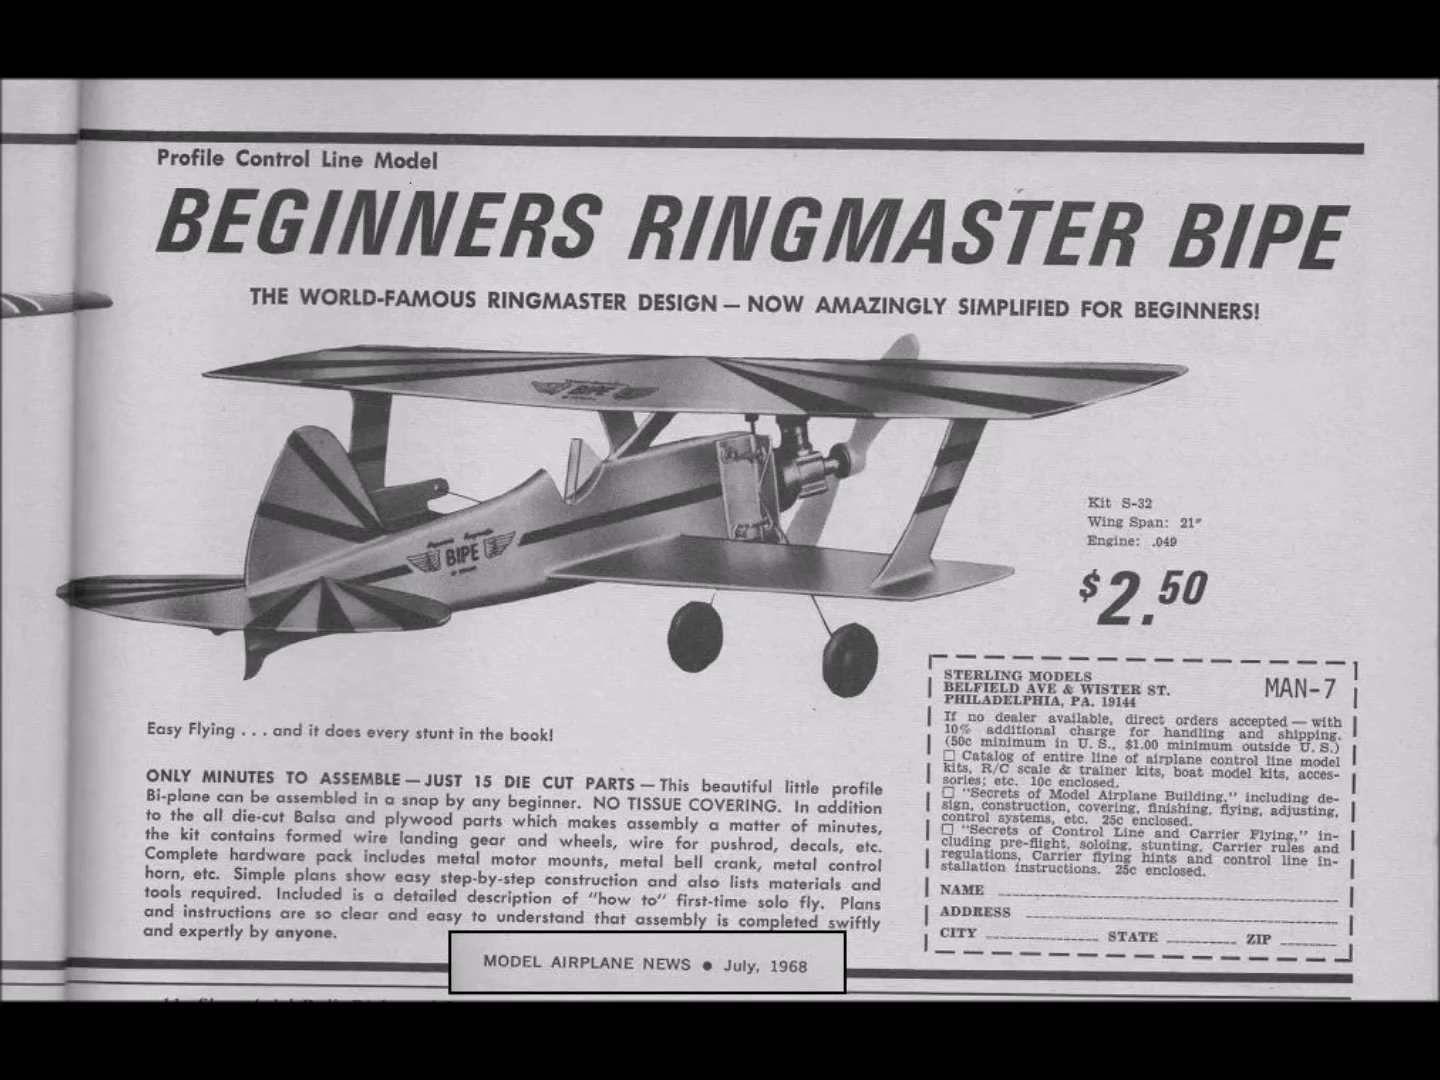 Profile Control Line Model
BEGINNERS RINGMASTER BIPE
THE WORLD-FAMOUS RINGMASTER DESIGN — NOW AMAZINGLY SIMPLIFIED FOR BEGINNERS!
BIPE
BIPE
Kit S-32
Wing Span: 21"
Engine: .049
$2.50
Easy Flying . . . and it does every stunt in the book!
ONLY MINUTES TO ASSEMBLE — JUST 15 DIE CUT PARTS — This beautiful little profile
Bi-plane can be assembled in a snap by any beginner. NO TISSUE COVERING. In addition
to the all die-cut Balsa and plywood parts which makes assembly a matter of minutes,
the kit contains formed wire landing gear and wheels, wire for pushrod, decals, etc.
Complete hardware pack includes metal motor mounts, metal bell crank, metal control
horn, etc. Simple plans show easy step-by-step construction and also lists materials and
tools required. Included is a detailed description of "how to" first-time solo fly. Plans
and instructions are so clear and easy to understand that assembly is completed swiftly
and expertly by anyone.
STERLING MODELS
BELFIELD AVE & WISTER ST.
PHILADELPHIA, PA. 19144
MAN-7
If no dealer available, direct orders accepted — with
10% additional charge for handling and shipping.
(50c minimum in U. S., $1.00 minimum outside U. S.)
☐ Catalog of entire line of airplane control line model
kits, R/C scale & trainer kits, boat model kits, acces-
sories; etc. 10c enclosed.
☐ "Secrets of Model Airplane Building," including de-
sign, construction, covering, finishing, flying, adjusting,
control systems, etc. 25c enclosed.
☐ "Secrets of Control Line and Carrier Flying," in-
cluding pre-flight, soloing, stunting, Carrier rules and
regulations, Carrier flying hints and control line in-
stallation instructions. 25c enclosed.
NAME
ADDRESS
CITY STATE ZIP
MODEL AIRPLANE NEWS ● July, 1968